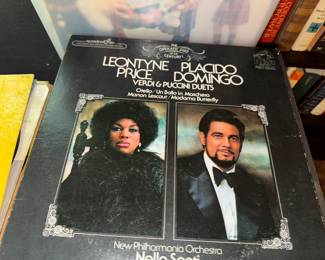 LEONTYNE PLACIDO
PRICE DOMINGO
VERDI & PUCCINI DUETS
Otello/Un Ballo in Maschera
Manon Lescaut/Madama Butterfly
New Philharmonia Orchestra
Nello Santi